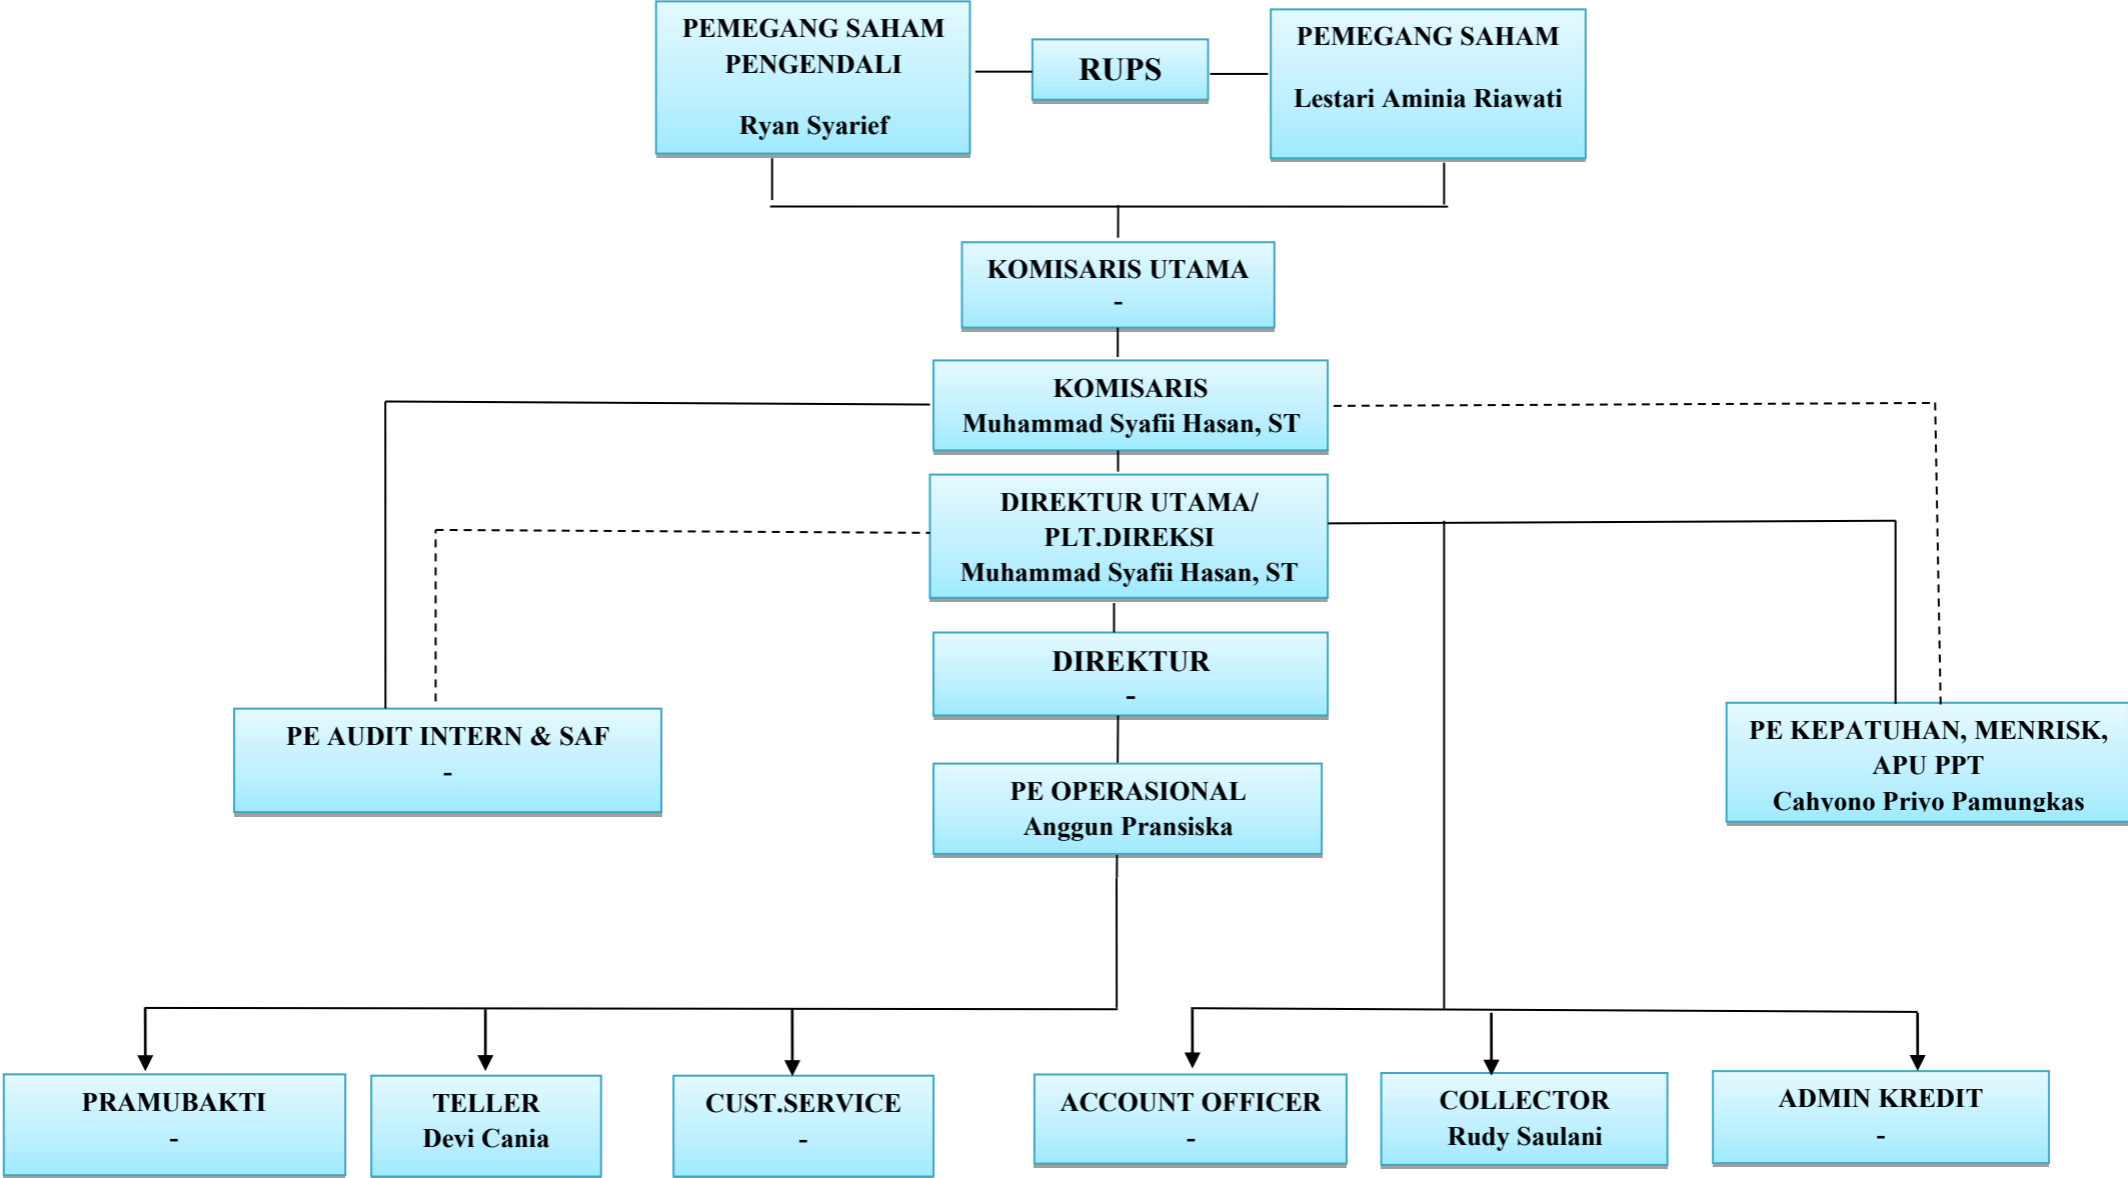 PEMEGANG SAHAM
PENGENDALI
Ryan Syarief
RUPS
PEMEGANG SAHAM
Lestari Aminia Riawati
KOMISARIS UTAMA
-
KOMISARIS
Muhammad Syafii Hasan, ST
DIREKTUR UTAMA/
PLT.DIREKSI
Muhammad Syafii Hasan, ST
DIREKTUR
-
PE AUDIT INTERN & SAF
-
PE KEPATUHAN, MENRISK,
APU PPT
Cahyono Priyo Pamungkas
PE OPERASIONAL
Anggun Pransiska
PRAMUBAKTI
-
TELLER
Devi Cania
CUST.SERVICE
-
ACCOUNT OFFICER
-
COLLECTOR
Rudy Saulani
ADMIN KREDIT
-